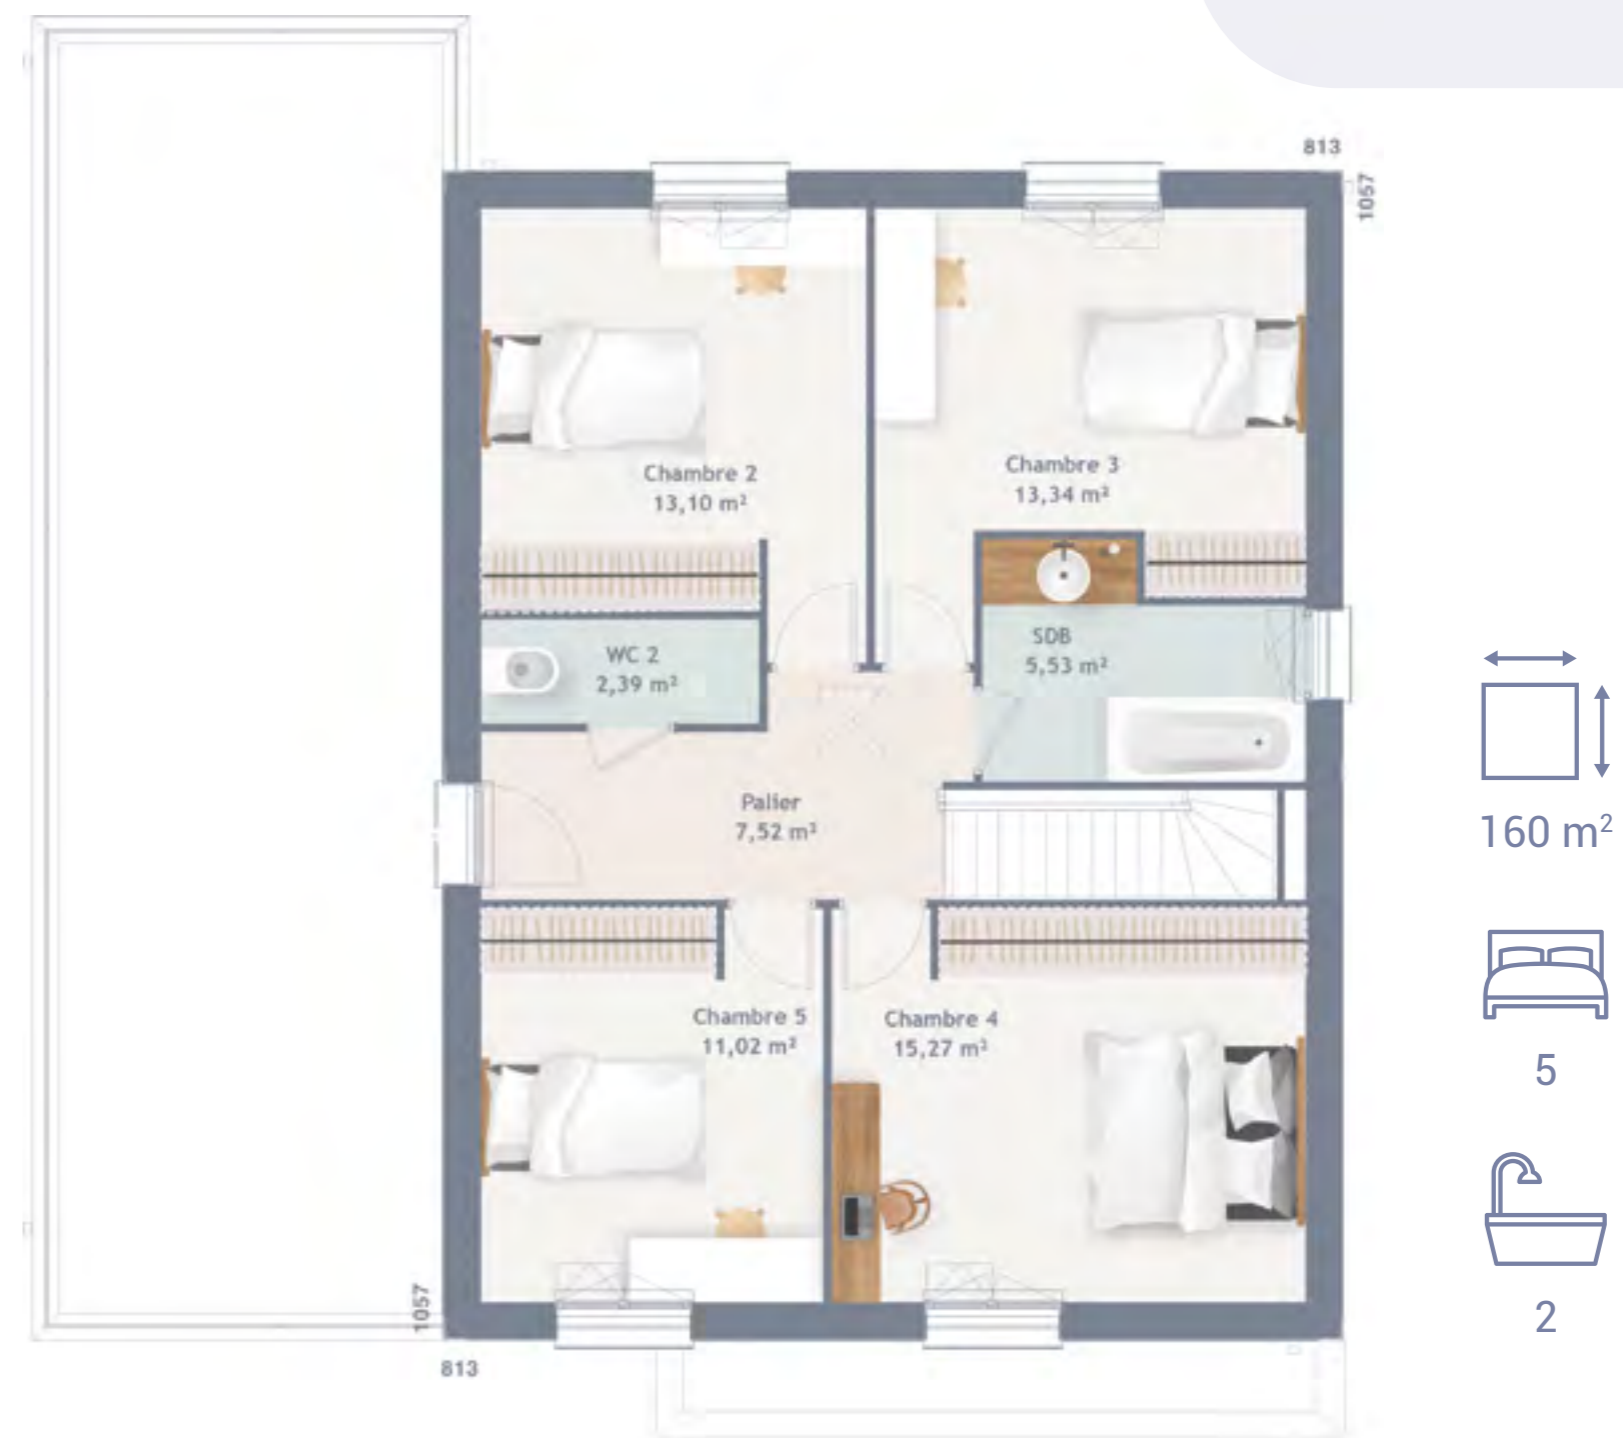 813
1057
Chambre 2
13,10 m²
Chambre 3
13,34 m²
WC 2
2,39 m²
SDB
5,53 m²
Palier
7,52 m²
160 m²
Chambre 5
11,02 m²
Chambre 4
15,27 m²
5
1057
813
2